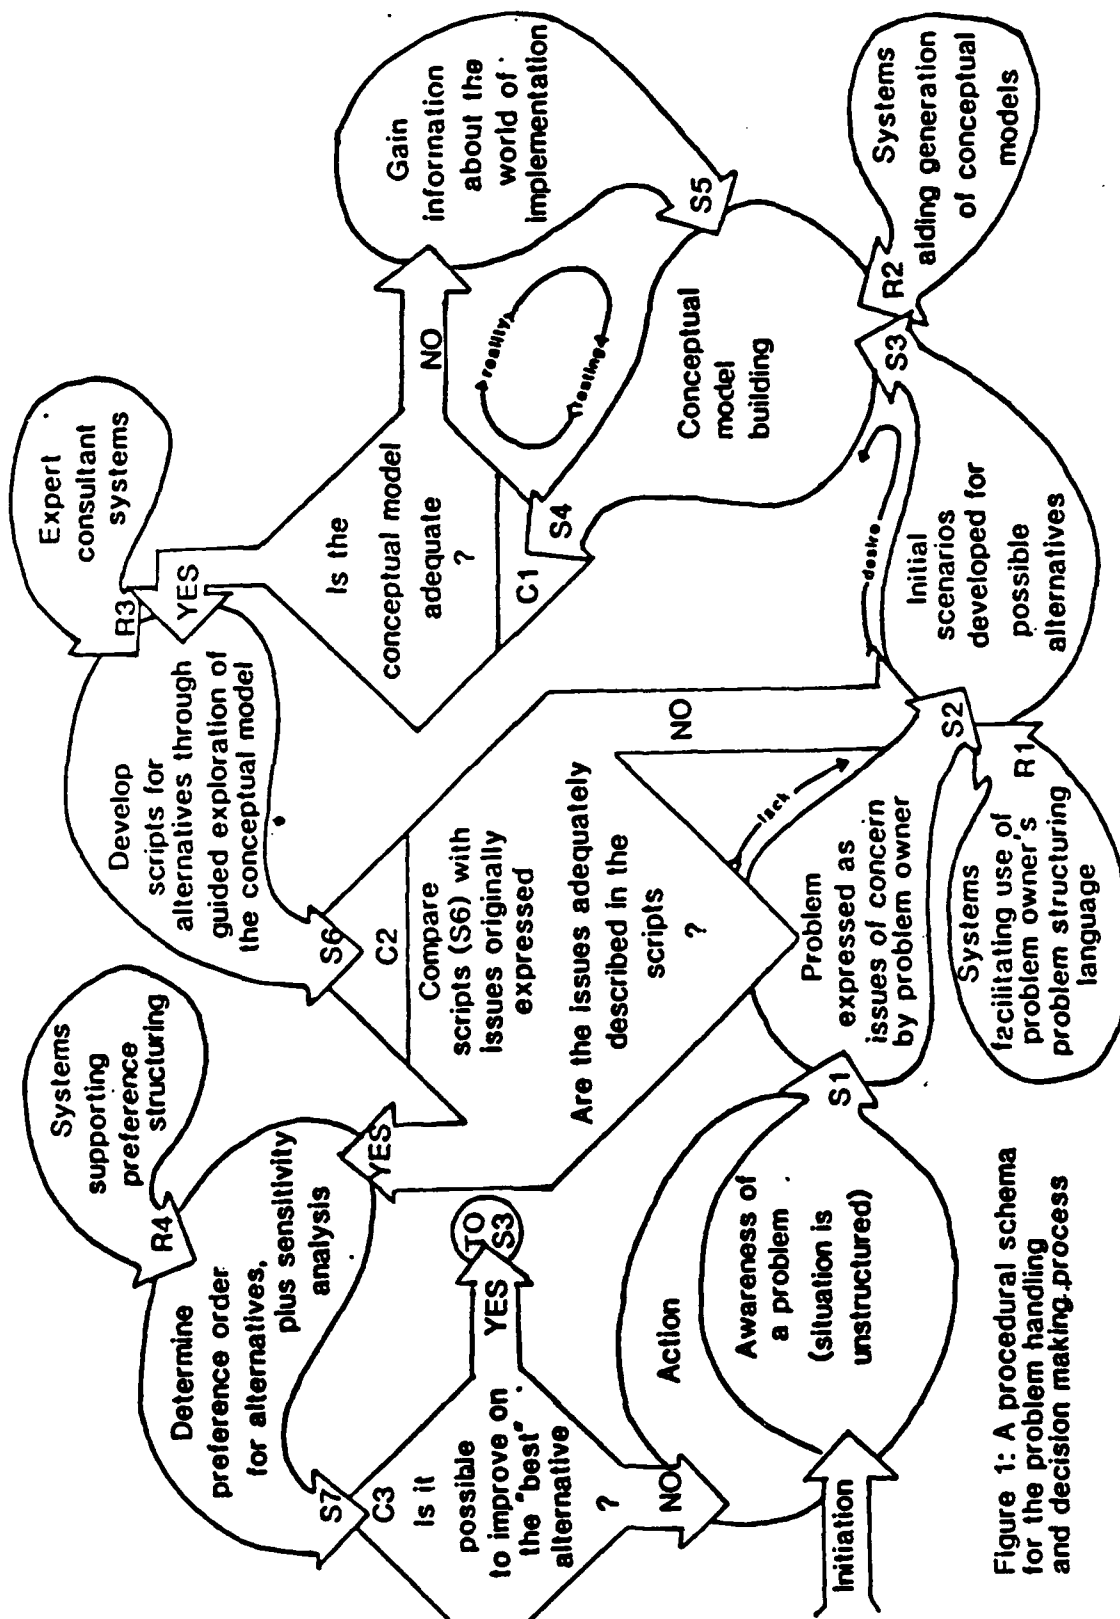 Initiation
Awareness of
a problem
(situation is
unstructured)
Action
S1
Problem
expressed as
issues of concern
by problem owner
Systems
facilitating use of
problem owner's
problem structuring
language
R1
S2
Initial
scenarios
developed for
possible
alternatives
desire
lack
S3
R2
Systems
aiding generation
of conceptual
models
Conceptual
model
building
reality
testing
S4
S5
Gain
information
about the
world of
implementation
C1
Is the
conceptual model
adequate
?
NO
YES
R3
Expert
consultant
systems
Develop
scripts for
alternatives through
guided exploration of
the conceptual model
S6
C2
Compare
scripts (S6) with
issues originally
expressed
Are the issues adequately
described in the
scripts
?
NO
YES
R4
Systems
supporting
preference
structuring
Determine
preference order
for alternatives,
plus sensitivity
analysis
S7
C3
Is it
possible
to improve on
the "best"
alternative
?
YES
TO
S3
NO
Figure 1: A procedural schema
for the problem handling
and decision making process